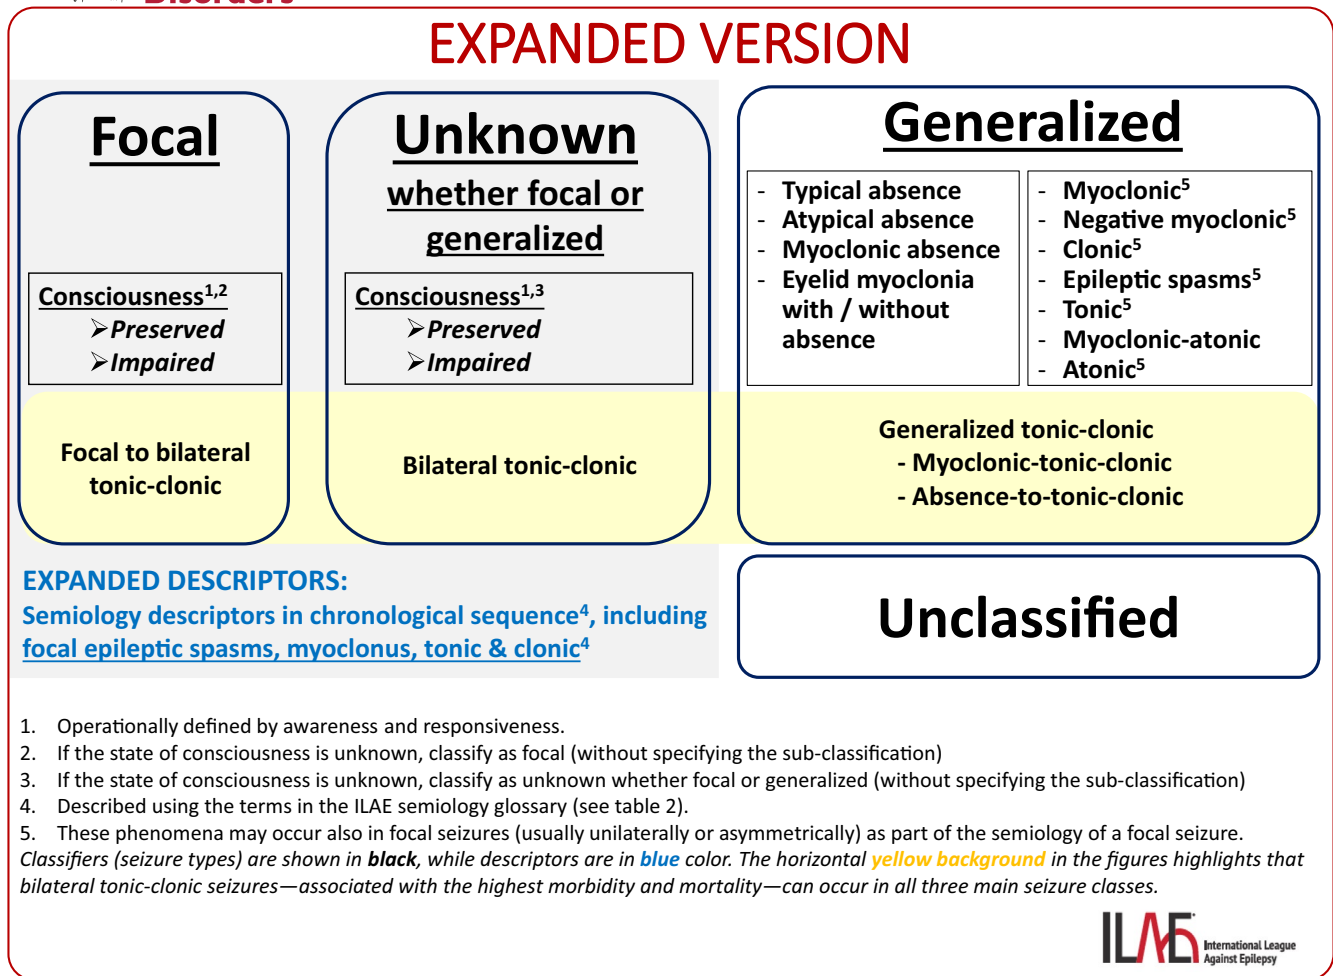 Disorders
EXPANDED VERSION
Focal
Consciousness1,2
➢Preserved
➢Impaired
Focal to bilateral
tonic-clonic
Unknown
whether focal or
generalized
Consciousness1,3
➢Preserved
➢Impaired
Bilateral tonic-clonic
Generalized
- Typical absence
- Atypical absence
- Myoclonic absence
- Eyelid myoclonia
with / without
absence
- Myoclonic5
- Negative myoclonic5
- Clonic5
- Epileptic spasms5
- Tonic5
- Myoclonic-atonic
- Atonic5
Generalized tonic-clonic
- Myoclonic-tonic-clonic
- Absence-to-tonic-clonic
EXPANDED DESCRIPTORS:
Semiology descriptors in chronological sequence4, including
focal epileptic spasms, myoclonus, tonic & clonic4
Unclassified
1. Operationally defined by awareness and responsiveness.
2. If the state of consciousness is unknown, classify as focal (without specifying the sub-classification)
3. If the state of consciousness is unknown, classify as unknown whether focal or generalized (without specifying the sub-classification)
4. Described using the terms in the ILAE semiology glossary (see table 2).
5. These phenomena may occur also in focal seizures (usually unilaterally or asymmetrically) as part of the semiology of a focal seizure.
Classifiers (seizure types) are shown in black, while descriptors are in blue color. The horizontal yellow background in the figures highlights that
bilateral tonic-clonic seizures—associated with the highest morbidity and mortality—can occur in all three main seizure classes.
ILAE
International League
Against Epilepsy